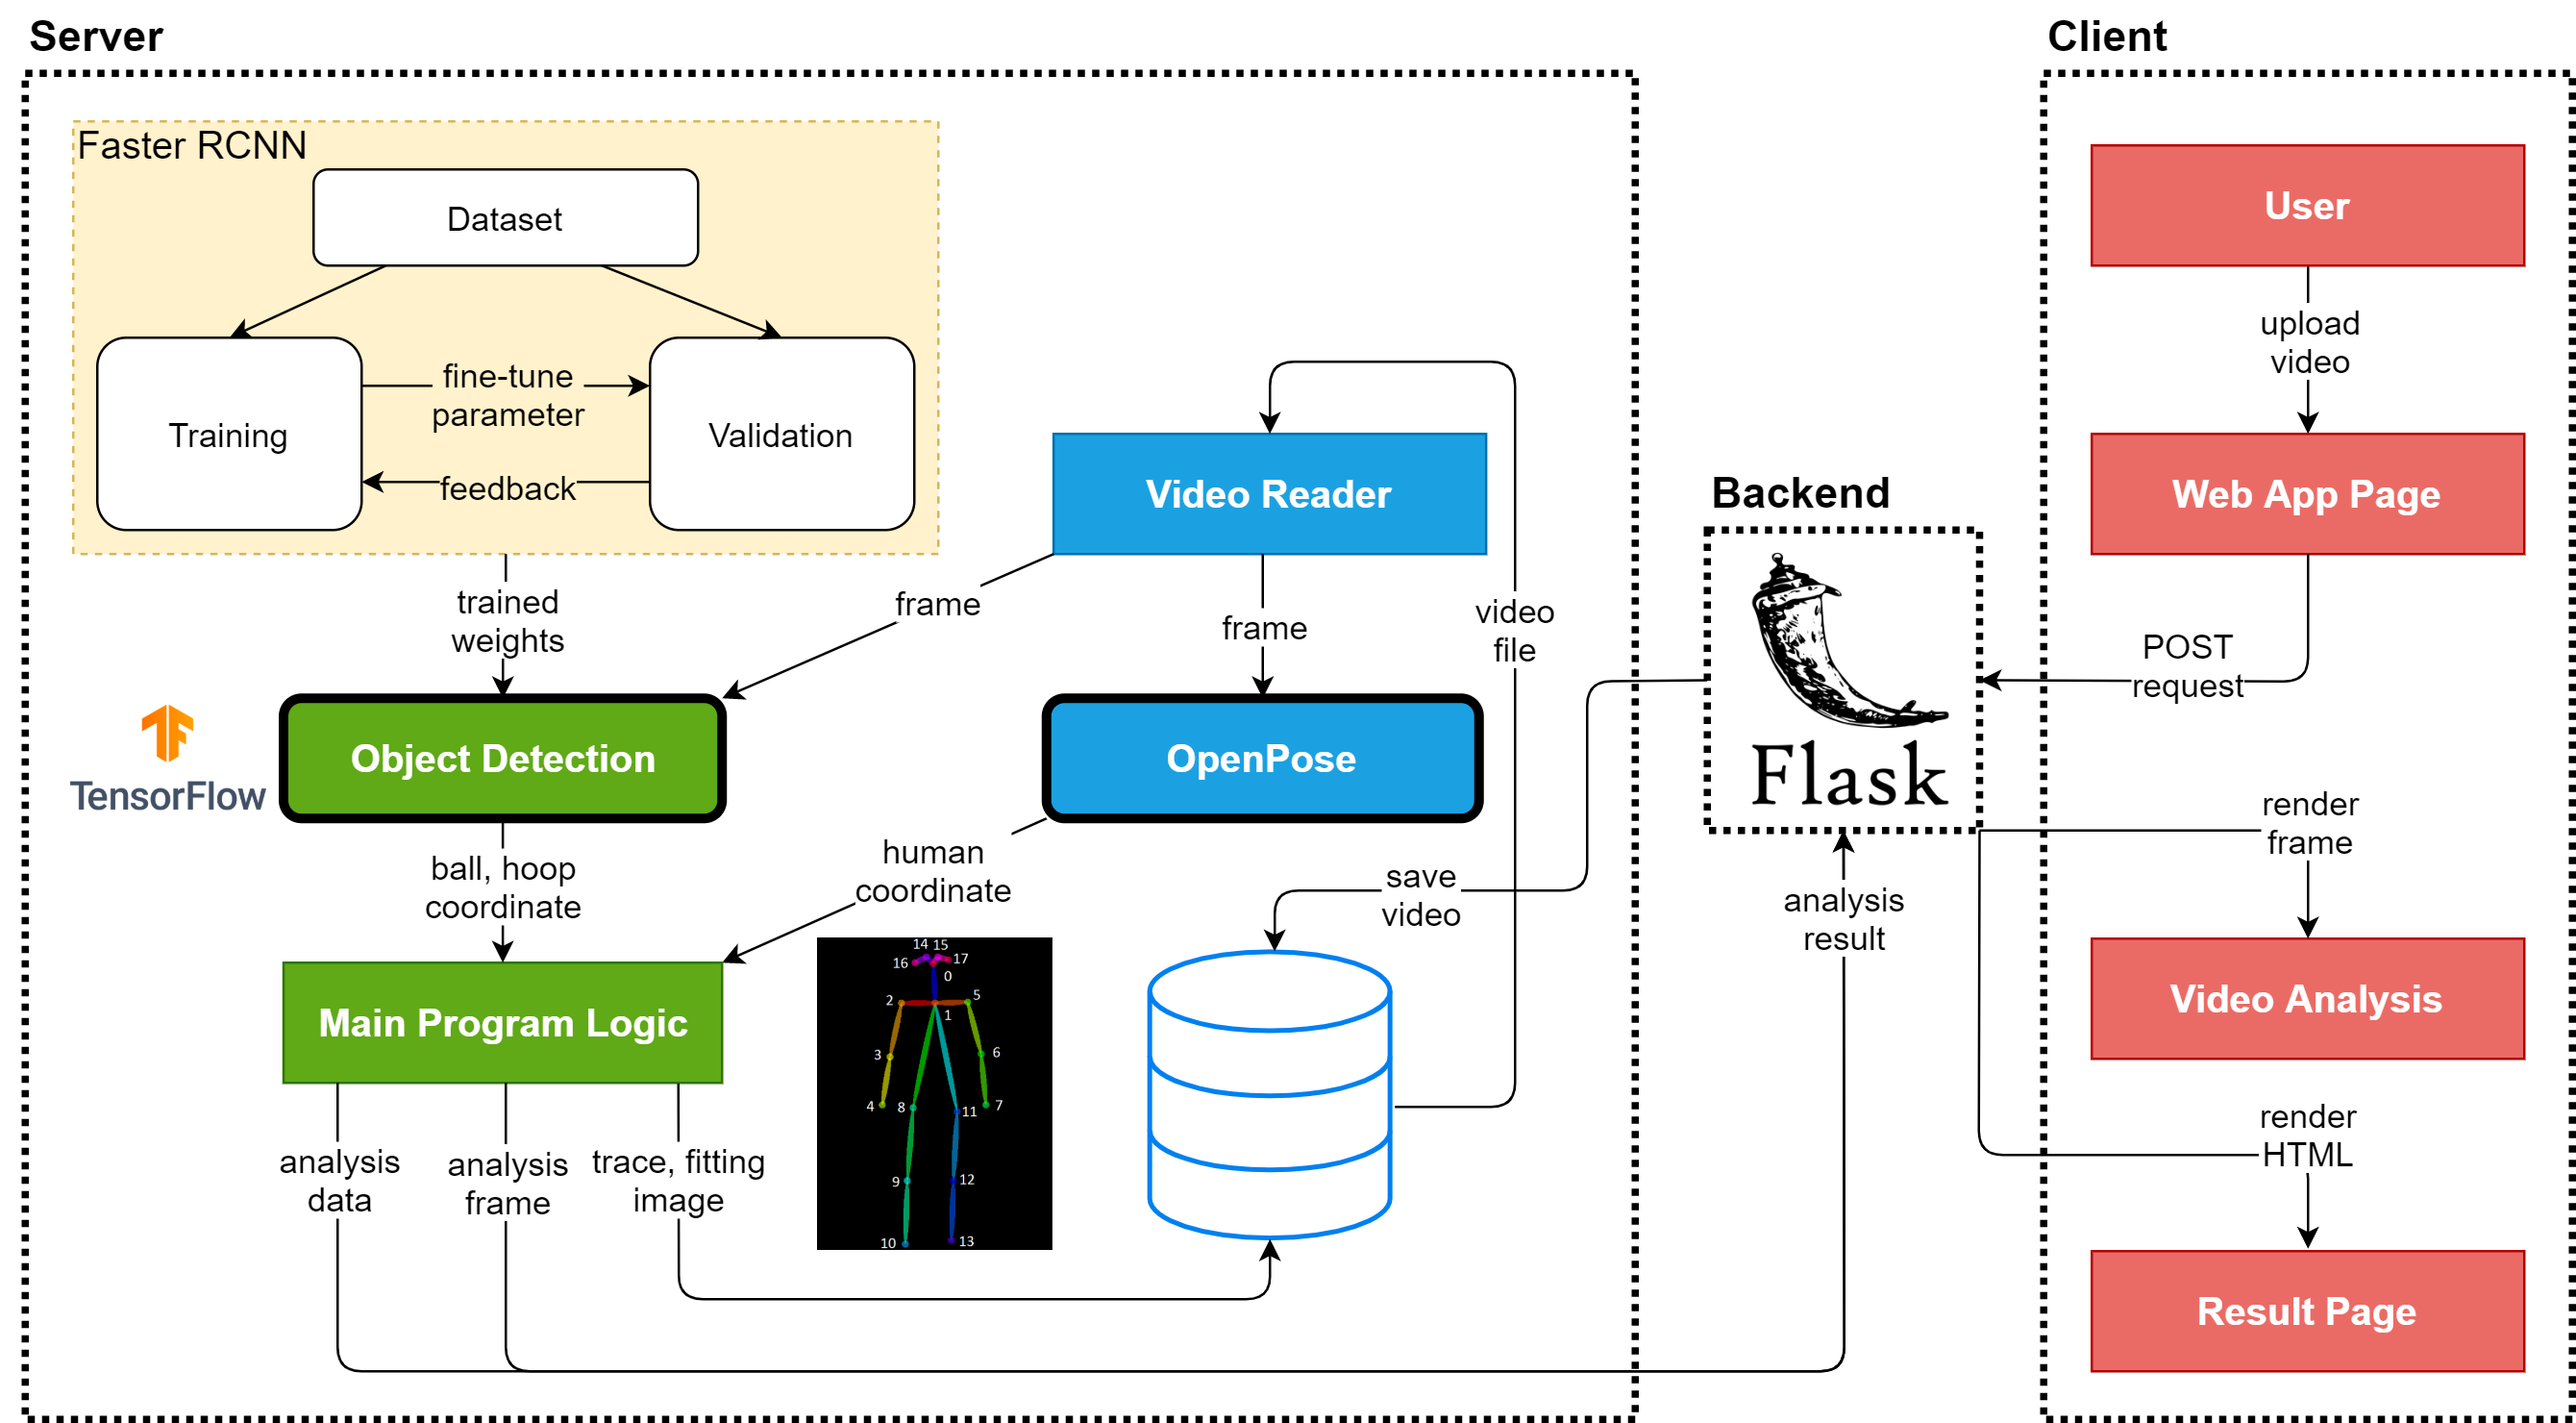 Server
Client
Faster RCNN
Dataset
User
upload
video
fine-tune
parameter
Training
Validation
feedback
Video Reader
Backend
Web App Page
trained
weights
frame
frame
video
file
POST
request
TensorFlow
Object Detection
OpenPose
Flask
render
frame
ball, hoop
coordinate
human
coordinate
save
video
analysis
result
Main Program Logic
14 15
16
17
0
2
5
1
3
6
4
8
11
7
9
12
10
13
Video Analysis
analysis
data
analysis
frame
trace, fitting
image
render
HTML
Result Page